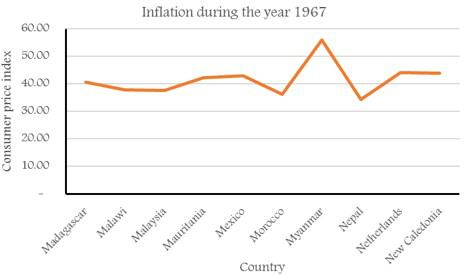 Inflation during the year 1967
60.00
50.00
40.00
30.00
20.00
10.00
-
Consumer price index
Madagascar
Malawi
Malaysia
Mauritania
Mexico
Morocco
Myanmar
Nepal
Netherlands
New Caledonia
Country